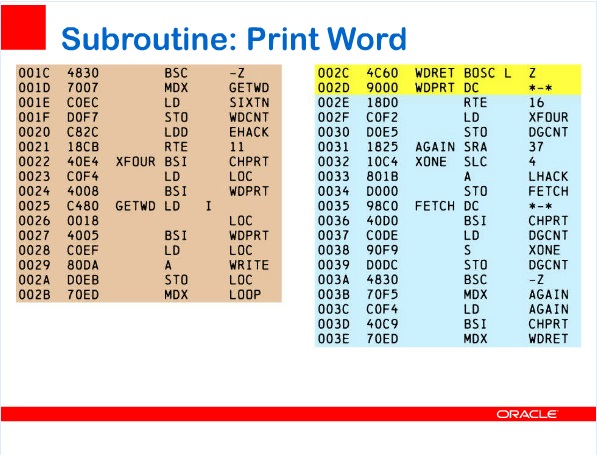 Subroutine: Print Word
001C 4830 BSC -Z
001D 7007 MDX GETWD
001E C0EC LD SIXTN
001F D0F7 STO WDCNT
0020 C82C LDD EHACK
0021 18CB RTE 11
0022 40E4 XFOUR BSI CHPRT
0023 C0F4 LD LOC
0024 4008 BSI WDPRT
0025 C480 GETWD LD I
0026 0018 LOC
0027 4005 BSI WDPRT
0028 C0EF LD LOC
0029 80DA A WRITE
002A D0EB STO LOC
002B 70ED MDX LOOP
002C 4C60 WDRET BOSC L Z
002D 9000 WDPRT DC *-*
002E 18D0 RTE 16
002F C0F2 LD XFOUR
0030 D0E5 STO DGCNT
0031 1825 AGAIN SRA 37
0032 10C4 XONE SLC 4
0033 801B A LHACK
0034 D000 STO FETCH
0035 98C0 FETCH DC *-*
0036 40D0 BSI CHPRT
0037 C0DE LD DGCNT
0038 90F9 S XONE
0039 D0DC STO DGCNT
003A 4830 BSC -Z
003B 70F5 MDX AGAIN
003C C0F4 LD AGAIN
003D 40C9 BSI CHPRT
003E 70ED MDX WDRET
ORACLE